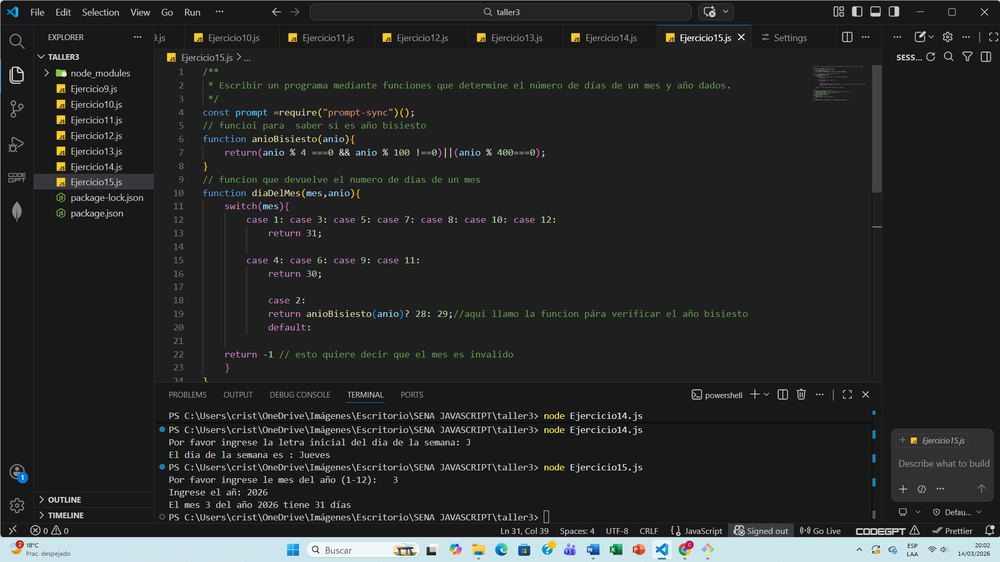 File Edit Selection View Go Run ··· taller3
EXPLORER ···
TALLER3
node_modules
Ejercicio9.js
Ejercicio10.js
Ejercicio11.js
Ejercicio12.js
Ejercicio13.js
Ejercicio14.js
Ejercicio15.js
package-lock.json
package.json
OUTLINE
TIMELINE
CODE GPT
1
9.js Ejercicio10.js Ejercicio11.js Ejercicio12.js Ejercicio13.js Ejercicio14.js Ejercicio15.js Settings
Ejercicio15.js > ...
1 /**
2 * Escribir un programa mediante funciones que determine el número de días de un mes y año dados.
3 */
4 const prompt =require("prompt-sync")();
5 // funcioi para  saber si es año bisiesto
6 function anioBisiesto(anio){
7 return(anio % 4 ===0 && anio % 100 !==0)||(anio % 400===0);
8 }
9 // funcion que devuelve el numero de dias de un mes
10 function diaDelMes(mes,anio){
11 switch(mes){
12 case 1: case 3: case 5: case 7: case 8: case 10: case 12:
13 return 31;
14
15 case 4: case 6: case 9: case 11:
16 return 30;
17
18 case 2:
19 return anioBisiesto(anio)? 28: 29;//aqui llamo la funcion pára verificar el año bisiesto
20 default:
21
22 return -1 // esto quiere decir que el mes es invalido
23 }
24 }
PROBLEMS OUTPUT DEBUG CONSOLE TERMINAL PORTS powershell
PS C:\Users\crist\OneDrive\Imágenes\Escritorio\SENA JAVASCRIPT\taller3> node Ejercicio14.js
PS C:\Users\crist\OneDrive\Imágenes\Escritorio\SENA JAVASCRIPT\taller3> node Ejercicio14.js
Por favor ingrese la letra inicial del dia de la semana: J
El dia de la semana es : Jueves
PS C:\Users\crist\OneDrive\Imágenes\Escritorio\SENA JAVASCRIPT\taller3> node Ejercicio15.js
Por favor ingrese le mes del año (1-12):   3
Ingrese el añ: 2026
El mes 3 del año 2026 tiene 31 días
PS C:\Users\crist\OneDrive\Imágenes\Escritorio\SENA JAVASCRIPT\taller3>
SESS...
Ejercicio15.js
Describe what to build
Defau...
0 0 Ln 31, Col 39 Spaces: 4 UTF-8 CRLF JavaScript Signed out Go Live CODEGPT Prettier
2
18°C
Prac. despejado
Buscar
ESP
LAA
20:02
14/03/2026